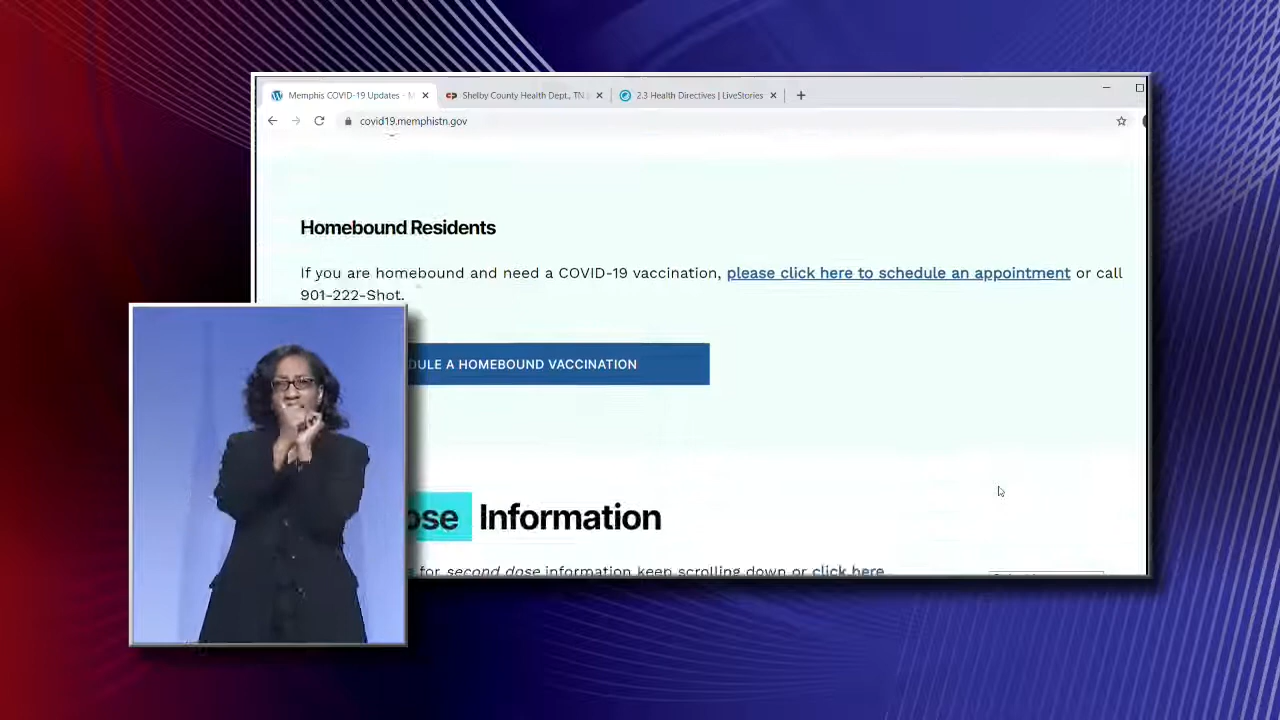 Memphis COVID-19 Updates - M
Shelby County Health Dept., TN
2.3 Health Directives | LiveStories
covid19.memphistn.gov
Homebound Residents
If you are homebound and need a COVID-19 vaccination, please click here to schedule an appointment or call
901-222-Shot.
DULE A HOMEBOUND VACCINATION
ose Information
for second dose information keep scrolling down or click here